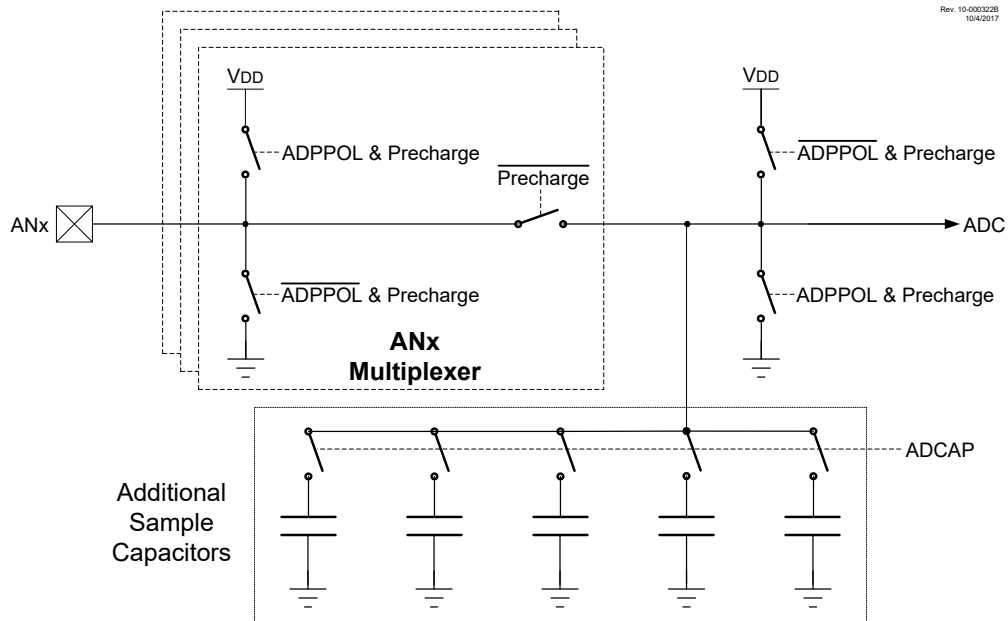 Rev. 10-000322B
10/4/2017
VDD
VDD
ADPPOL & Precharge
ADPPOL & Precharge
Precharge
ANx
ADC
ADPPOL & Precharge
ADPPOL & Precharge
ANx
Multiplexer
ADCAP
Additional
Sample
Capacitors